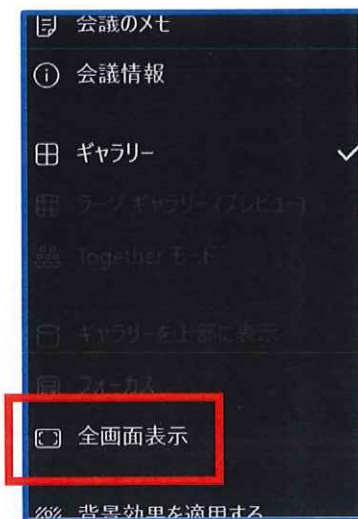 会議のメモ
会議情報
ギャラリー
ラージ ギャラリー (プレビュー)
Together モード
ギャラリーを上部に表示
フォーカス
全画面表示
背景効果を適用する